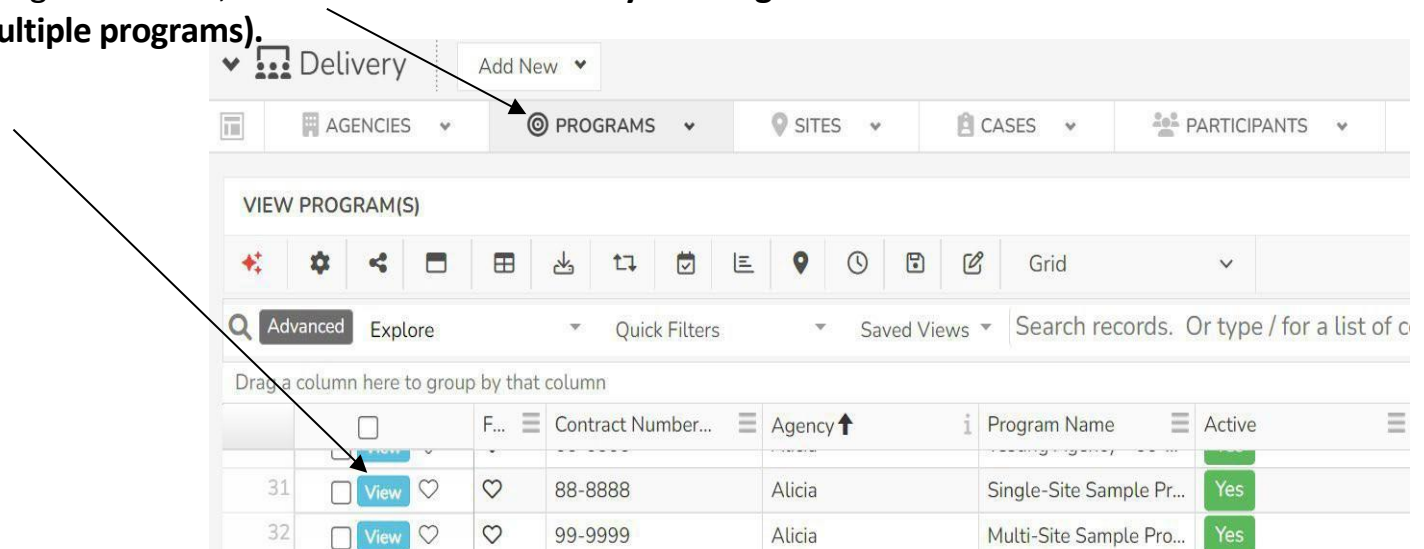 ultiple programs).
Delivery Add New
AGENCIES PROGRAMS SITES CASES PARTICIPANTS
VIEW PROGRAM(S)
Grid
Advanced Explore Quick Filters Saved Views Search records. Or type / for a list of c
Drag a column here to group by that column
F... Contract Number... Agency i Program Name Active
31 View 88-8888 Alicia Single-Site Sample Pr... Yes
32 View 99-9999 Alicia Multi-Site Sample Pro... Yes